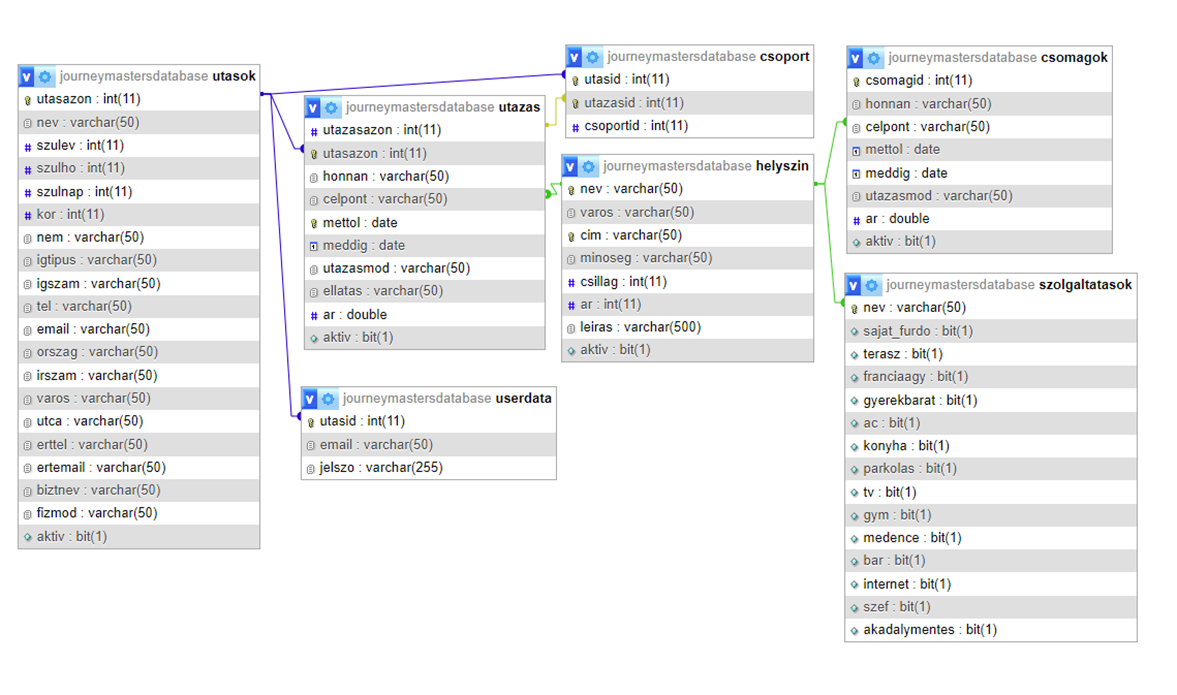 journeymastersdatabase utasok
utasazon : int(11)
nev : varchar(50)
szulev : int(11)
szulho : int(11)
szulnap : int(11)
kor : int(11)
nem : varchar(50)
igtipus : varchar(50)
igszam : varchar(50)
tel : varchar(50)
email : varchar(50)
orszag : varchar(50)
irszam : varchar(50)
varos : varchar(50)
utca : varchar(50)
erttel : varchar(50)
ertemail : varchar(50)
biztnev : varchar(50)
fizmod : varchar(50)
aktiv : bit(1)
journeymastersdatabase utazas
utazasazon : int(11)
utasazon : int(11)
honnan : varchar(50)
celpont : varchar(50)
mettol : date
meddig : date
utazasmod : varchar(50)
ellatas : varchar(50)
ar : double
aktiv : bit(1)
journeymastersdatabase userdata
utasid : int(11)
email : varchar(50)
jelszo : varchar(255)
journeymastersdatabase csoport
utasid : int(11)
utazasid : int(11)
csoportid : int(11)
journeymastersdatabase helyszin
nev : varchar(50)
varos : varchar(50)
cim : varchar(50)
minoseg : varchar(50)
csillag : int(11)
ar : int(11)
leiras : varchar(500)
aktiv : bit(1)
journeymastersdatabase csomagok
csomagid : int(11)
honnan : varchar(50)
celpont : varchar(50)
mettol : date
meddig : date
utazasmod : varchar(50)
ar : double
aktiv : bit(1)
journeymastersdatabase szolgaltatasok
nev : varchar(50)
sajat_furdo : bit(1)
terasz : bit(1)
franciaagy : bit(1)
gyerekbarat : bit(1)
ac : bit(1)
konyha : bit(1)
parkolas : bit(1)
tv : bit(1)
gym : bit(1)
medence : bit(1)
bar : bit(1)
internet : bit(1)
szef : bit(1)
akadalymentes : bit(1)